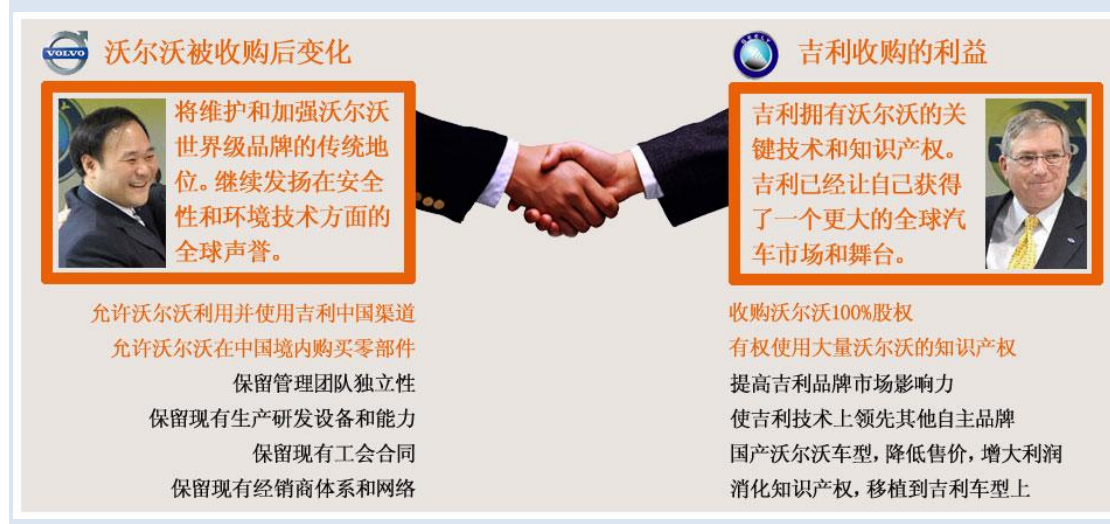 VOLVO
沃尔沃被收购后变化
将维护和加强沃尔沃
世界级品牌的传统地
位。继续发扬在安全
性和环境技术方面的
全球声誉。
允许沃尔沃利用并使用吉利中国渠道
允许沃尔沃在中国境内购买零部件
保留管理团队独立性
保留现有生产研发设备和能力
保留现有工会合同
保留现有经销商体系和网络
GEELY
吉利收购的利益
吉利拥有沃尔沃的关
键技术和知识产权。
吉利已经让自己获得
了一个更大的全球汽
车市场和舞台。
收购沃尔沃100%股权
有权使用大量沃尔沃的知识产权
提高吉利品牌市场影响力
使吉利技术上领先其他自主品牌
国产沃尔沃车型,降低售价,增大利润
消化知识产权,移植到吉利车型上